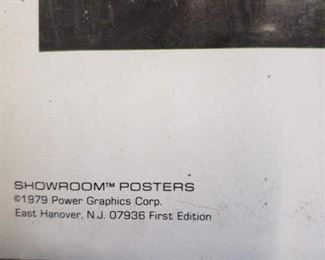 SHOWROOM™ POSTERS
©1979 Power Graphics Corp.
East Hanover, N.J. 07936 First Edition